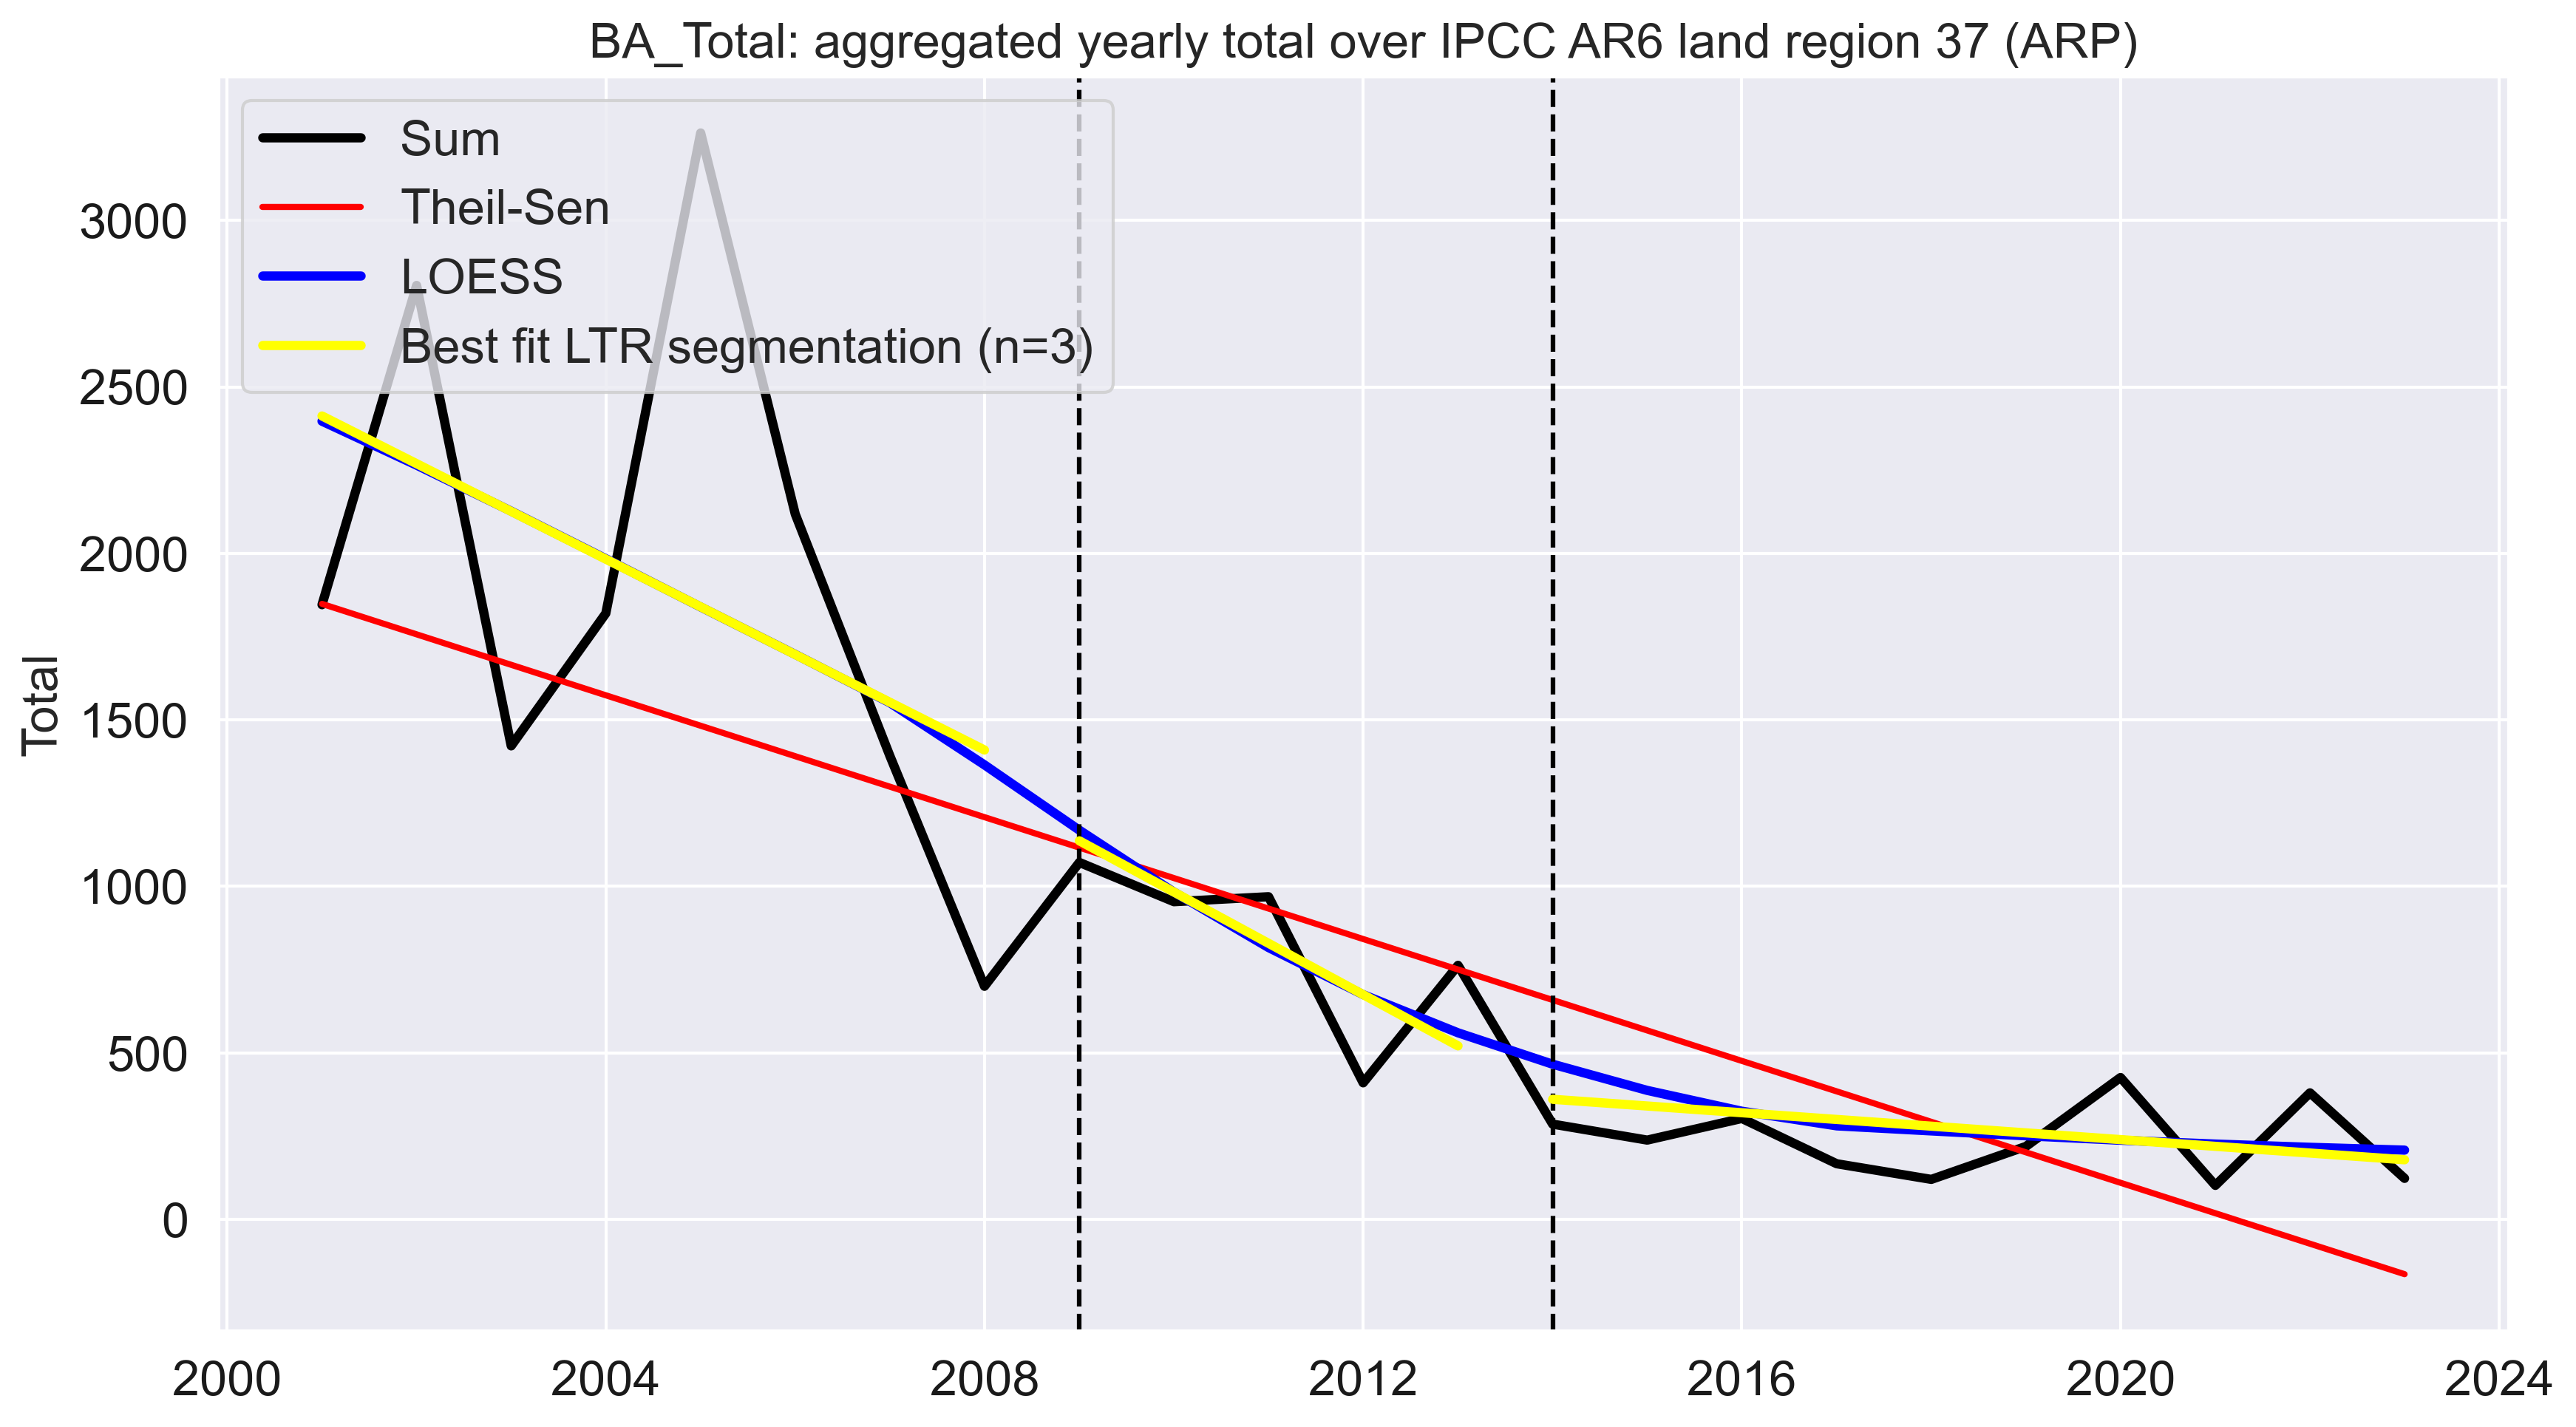 BA_Total: aggregated yearly total over IPCC AR6 land region 37 (ARP)
Sum
Theil-Sen
LOESS
Best fit LTR segmentation (n=3)
Total
3000
2500
2000
1500
1000
500
0
2000 2004 2008 2012 2016 2020 2024